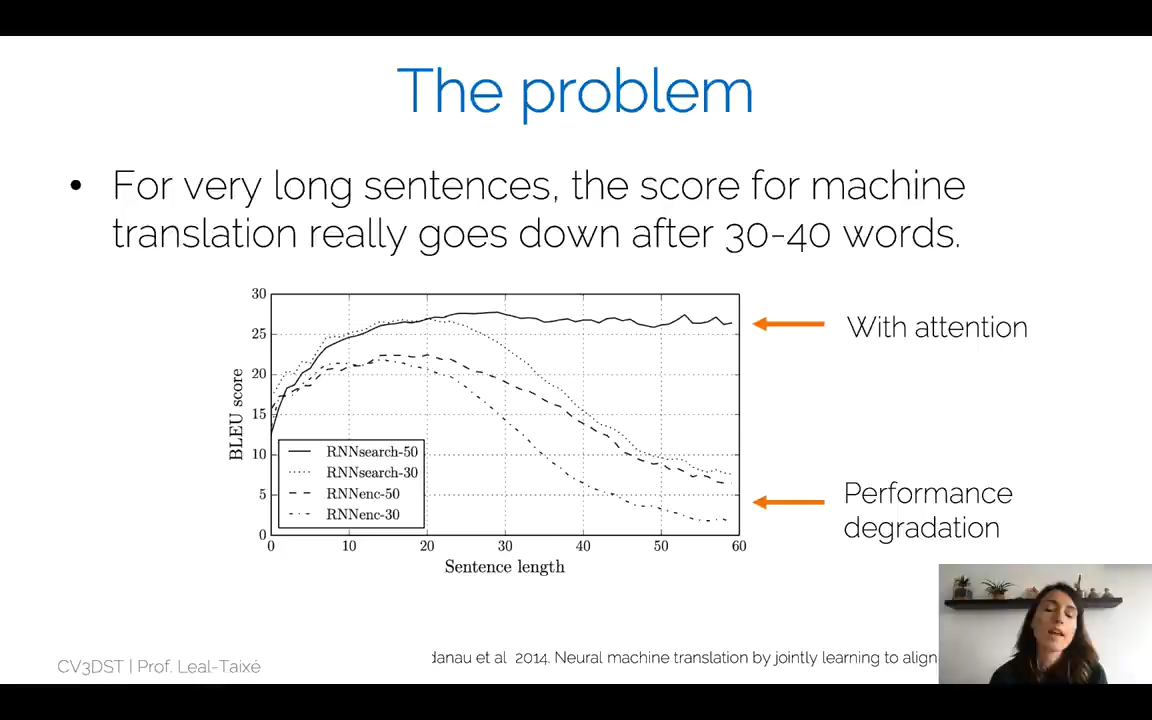 The problem
• For very long sentences, the score for machine
translation really goes down after 30-40 words.
30
25
20
15
10
5
0
BLEU score
RNNsearch-50
RNNsearch-30
RNNenc-50
RNNenc-30
0 10 20 30 40 50 60
Sentence length
With attention
Performance
degradation
CV3DST | Prof. Leal-Taixé
danau et al 2014. Neural machine translation by jointly learning to align